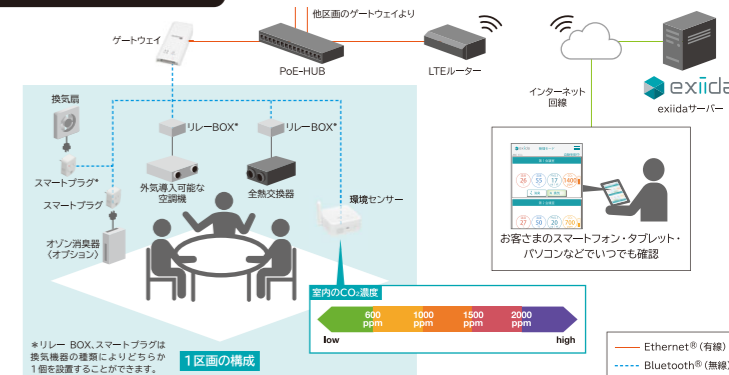 他区画のゲートウェイより
ゲートウェイ
PoE-HUB
LTEルーター
インターネット
回線
exiida
exiidaサーバー
換気扇
リレーBOX*
リレーBOX*
スマートプラグ*
スマートプラグ
外気導入可能な
空調機
全熱交換器
環境センサー
オゾン消臭器
（オプション）
26 55 17 1400
27 50 200 700
お客さまのスマートフォン・タブレット・
パソコンなどでいつでも確認
室内のCO₂濃度
600 ppm 1000 ppm 1500 ppm 2000 ppm
low high
＊リレー BOX、スマートプラグは
換気機器の種類によりどちらか
1個を設置することができます。
1区画の構成
Ethernet®（有線）
Bluetooth®（無線）